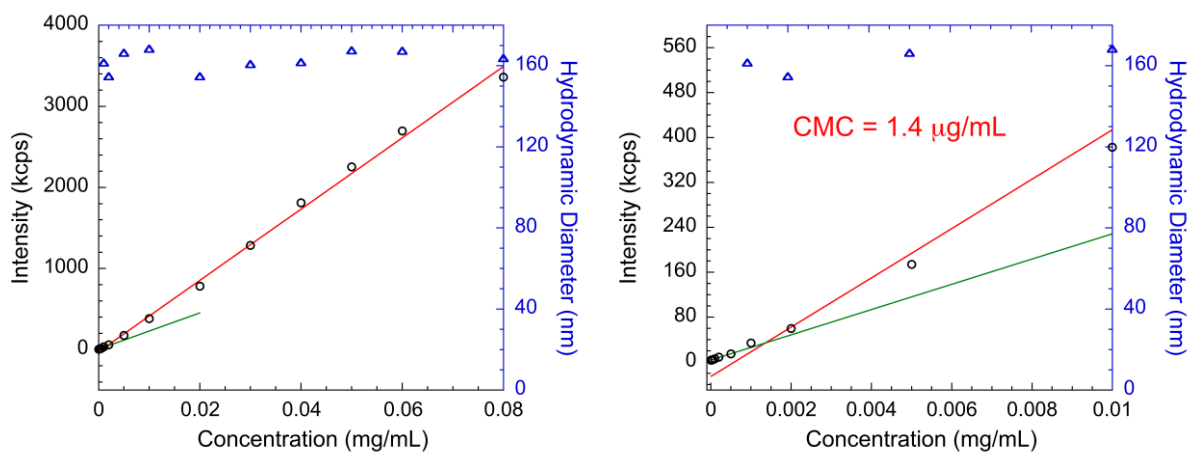 4000
3000
2000
1000
0
Intensity (kcps)
160
120
80
40
0
Hydrodynamic Diameter (nm)
0 0.02 0.04 0.06 0.08
Concentration (mg/mL)
560
480
400
320
240
160
80
0
Intensity (kcps)
CMC = 1.4 μg/mL
160
120
80
40
0
Hydrodynamic Diameter (nm)
0 0.002 0.004 0.006 0.008 0.01
Concentration (mg/mL)